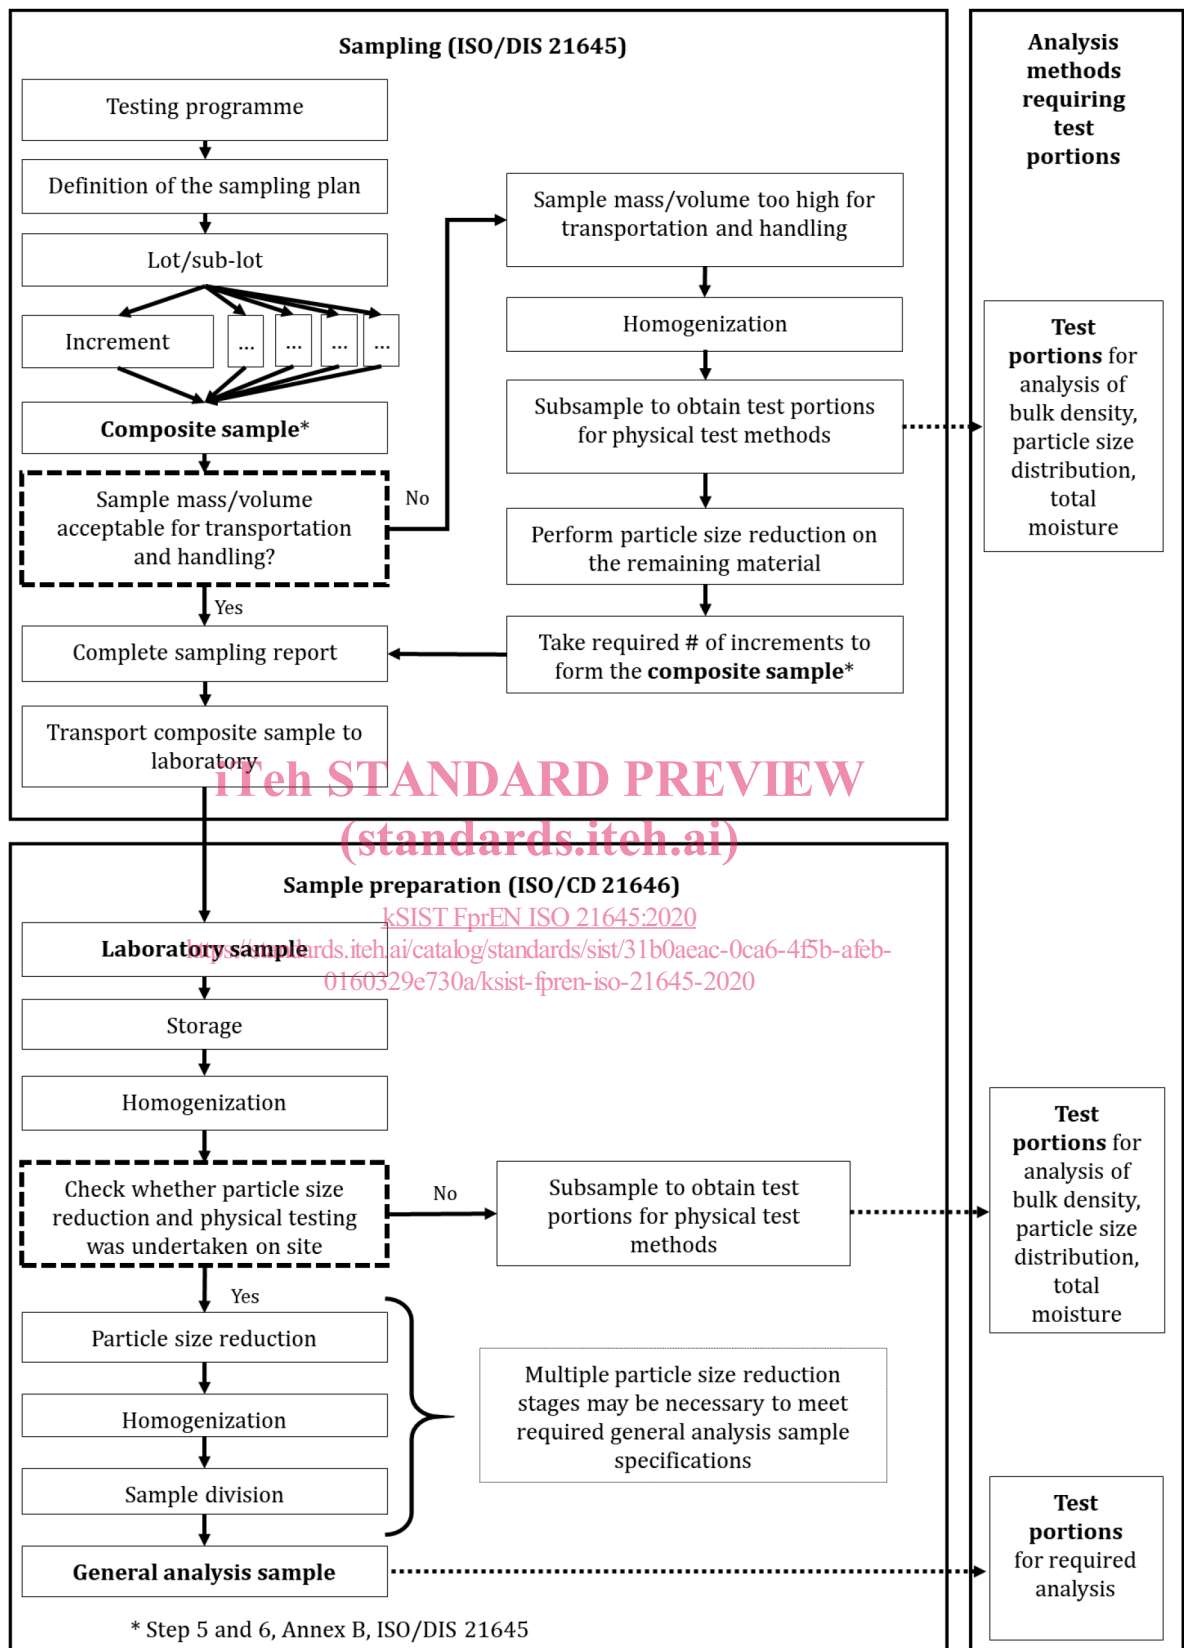 Sampling (ISO/DIS 21645)
Testing programme
Definition of the sampling plan
Lot/sub-lot
Increment
...
...
...
...
Composite sample*
Sample mass/volume
acceptable for transportation
and handling?
No
Yes
Complete sampling report
Transport composite sample to
laboratory
Sample mass/volume too high for
transportation and handling
Homogenization
Subsample to obtain test portions
for physical test methods
Perform particle size reduction on
the remaining material
Take required # of increments to
form the composite sample*
Analysis
methods
requiring
test
portions
Test
portions for
analysis of
bulk density,
particle size
distribution,
total
moisture
iTeh STANDARD PREVIEW
(standards.iteh.ai)
Sample preparation (ISO/CD 21646)
kSIST FprEN ISO 21645:2020
https://standards.iteh.ai/catalog/standards/sist/31b0aeac-0ca6-4f5b-afeb-
0160329e730a/ksist-fpren-iso-21645-2020
Laboratory sample
Storage
Homogenization
Check whether particle size
reduction and physical testing
was undertaken on site
No
Subsample to obtain test
portions for physical test
methods
Test
portions for
analysis of
bulk density,
particle size
distribution,
total
moisture
Yes
Particle size reduction
Homogenization
Sample division
Multiple particle size reduction
stages may be necessary to meet
required general analysis sample
specifications
General analysis sample
Test
portions
for required
analysis
* Step 5 and 6, Annex B, ISO/DIS 21645